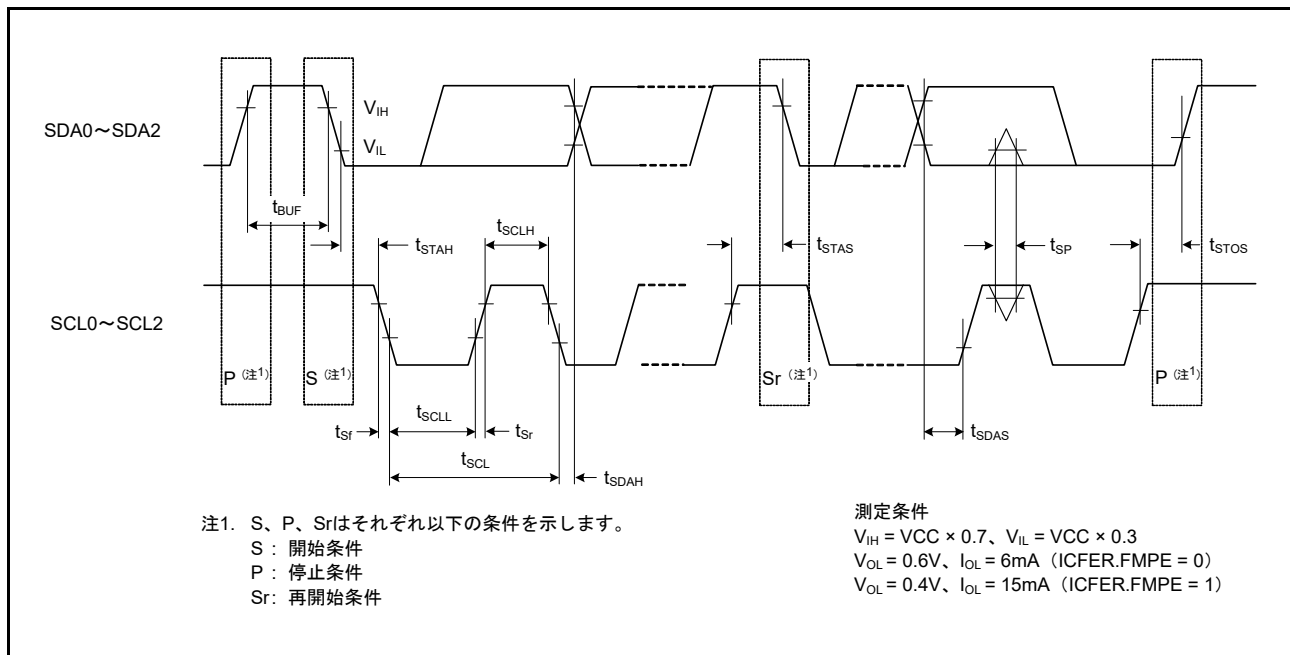 SDA0～SDA2
V_IH
V_IL
t_BUF
t_STAH
t_SCLH
t_STAS
t_SP
t_STOS
SCL0～SCL2
P（注1）
S（注1）
Sr（注1）
P（注1）
t_Sf
t_SCLL
t_Sr
t_SCL
t_SDAH
t_SDAS
注1. S、P、Srはそれぞれ以下の条件を示します。
S : 開始条件
P : 停止条件
Sr: 再開始条件
測定条件
V_IH = VCC × 0.7、V_IL = VCC × 0.3
V_OL = 0.6V、I_OL = 6mA（ICFER.FMPE = 0）
V_OL = 0.4V、I_OL = 15mA（ICFER.FMPE = 1）